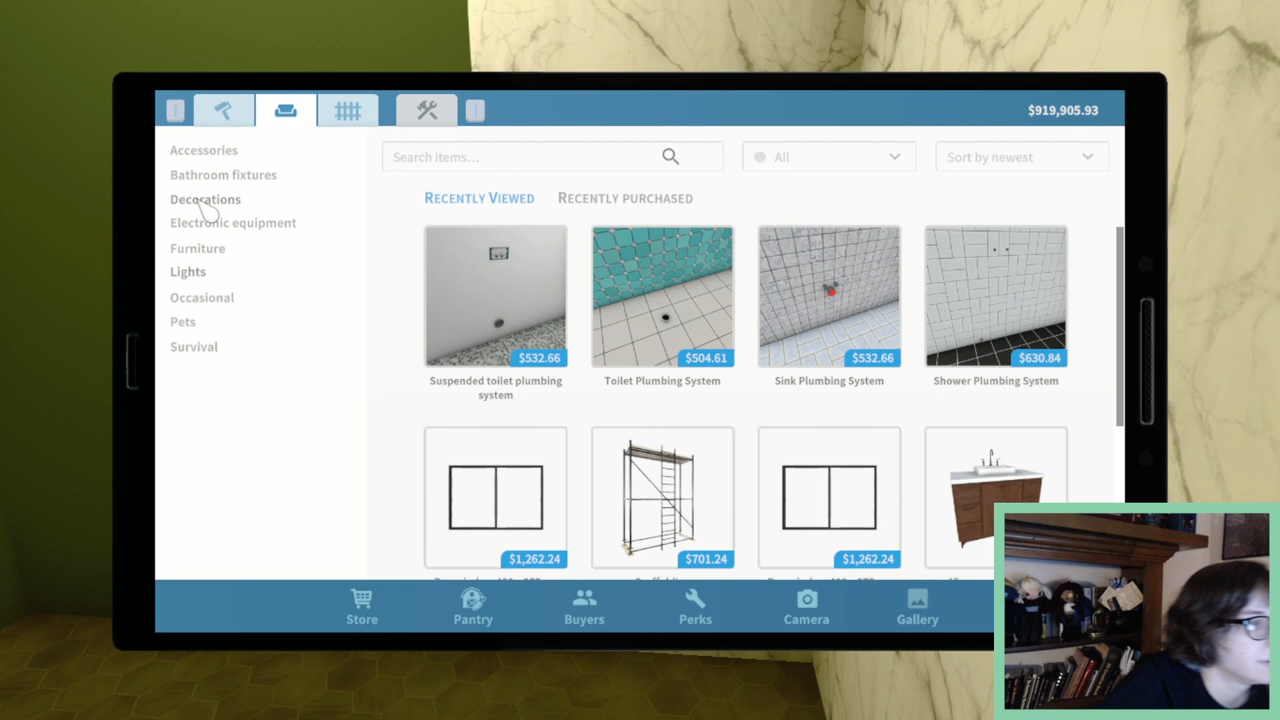 $919,905.93
Accessories
Bathroom fixtures
Decorations
Electronic equipment
Furniture
Lights
Occasional
Pets
Survival
Search items...
All
Sort by newest
RECENTLY VIEWED
RECENTLY PURCHASED
$532.66
$504.61
$532.66
$630.84
Suspended toilet plumbing
system
Toilet Plumbing System
Sink Plumbing System
Shower Plumbing System
$1,262.24
$701.24
$1,262.24
Store
Pantry
Buyers
Perks
Camera
Gallery